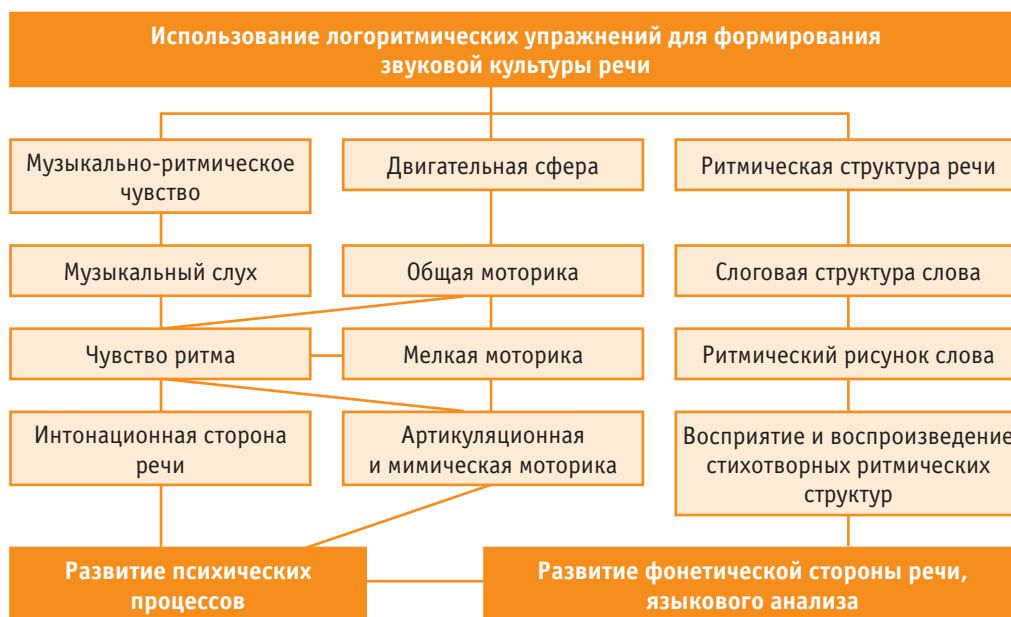 Использование логоритмических упражнений для формирования
звуковой культуры речи
Музыкально-ритмическое
чувство
Двигательная сфера
Ритмическая структура речи
Музыкальный слух
Общая моторика
Слоговая структура слова
Чувство ритма
Мелкая моторика
Ритмический рисунок слова
Интонационная сторона
речи
Артикуляционная
и мимическая моторика
Восприятие и воспроизведение
стихотворных ритмических
структур
Развитие психических
процессов
Развитие фонетической стороны речи,
языкового анализа